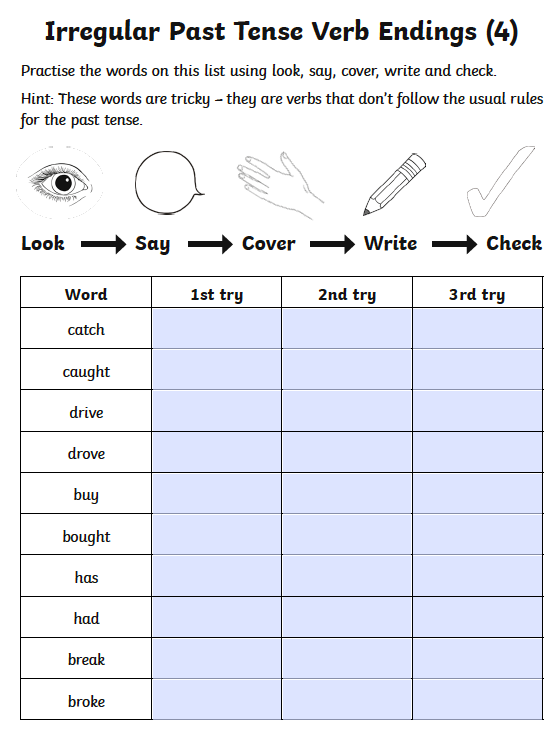 Irregular Past Tense Verb Endings (4)
Practise the words on this list using look, say, cover, write and check.
Hint: These words are tricky – they are verbs that don't follow the usual rules
for the past tense.
Look Say Cover Write Check
Word 1st try 2nd try 3rd try
catch
caught
drive
drove
buy
bought
has
had
break
broke